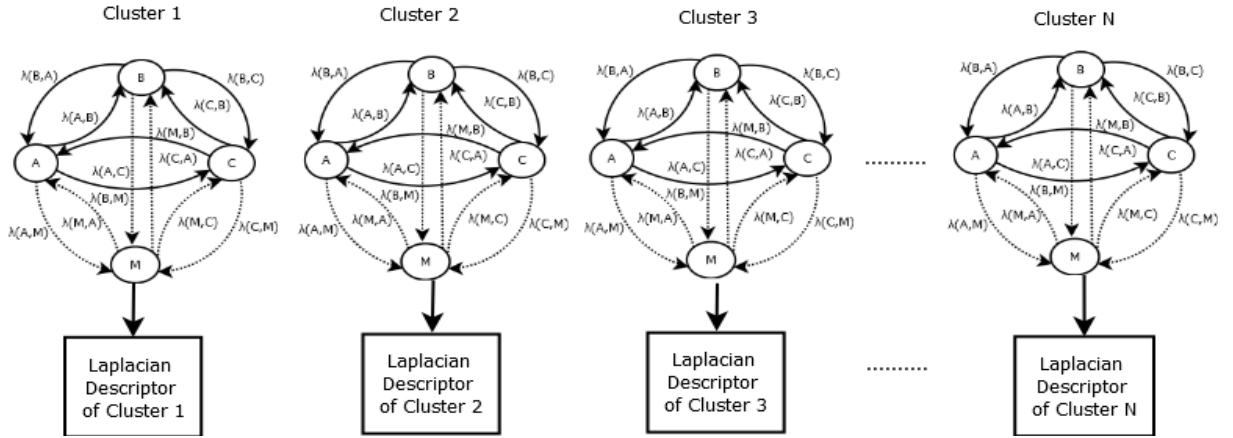 Cluster 1
λ(B,A)
B
λ(B,C)
λ(A,B)
λ(C,B)
λ(M,B)
A
λ(C,A)
C
λ(A,C)
λ(B,M)
λ(A,M)
λ(M,A)
λ(M,C)
λ(C,M)
M
Laplacian
Descriptor
of Cluster 1
Cluster 2
λ(B,A)
B
λ(B,C)
λ(A,B)
λ(C,B)
λ(M,B)
A
λ(C,A)
C
λ(A,C)
λ(B,M)
λ(A,M)
λ(M,A)
λ(M,C)
λ(C,M)
M
Laplacian
Descriptor
of Cluster 2
Cluster 3
λ(B,A)
B
λ(B,C)
λ(A,B)
λ(C,B)
λ(M,B)
A
λ(C,A)
C
λ(A,C)
λ(B,M)
λ(A,M)
λ(M,A)
λ(M,C)
λ(C,M)
M
Laplacian
Descriptor
of Cluster 3
Cluster N
λ(B,A)
B
λ(B,C)
λ(A,B)
λ(C,B)
λ(M,B)
A
λ(C,A)
C
λ(A,C)
λ(B,M)
λ(A,M)
λ(M,A)
λ(M,C)
λ(C,M)
M
Laplacian
Descriptor
of Cluster N